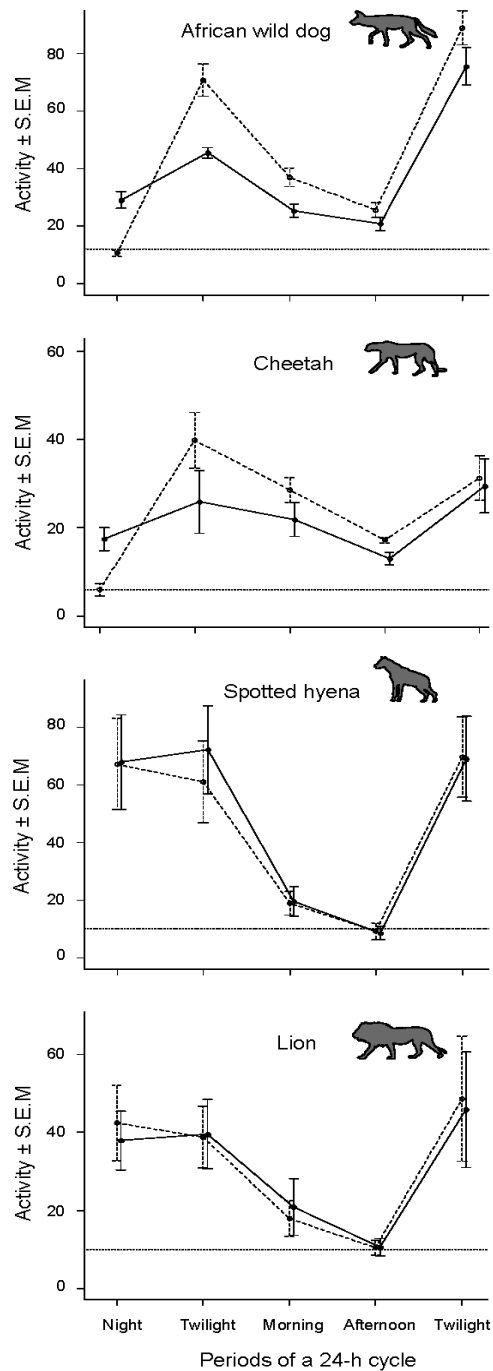 African wild dog
80
60
40
20
0
Activity ± S.E.M
Cheetah
60
40
20
0
Activity ± S.E.M
Spotted hyena
80
60
40
20
0
Activity ± S.E.M
Lion
60
40
20
0
Activity ± S.E.M
Night Twilight Morning Afternoon Twilight
Periods of a 24-h cycle